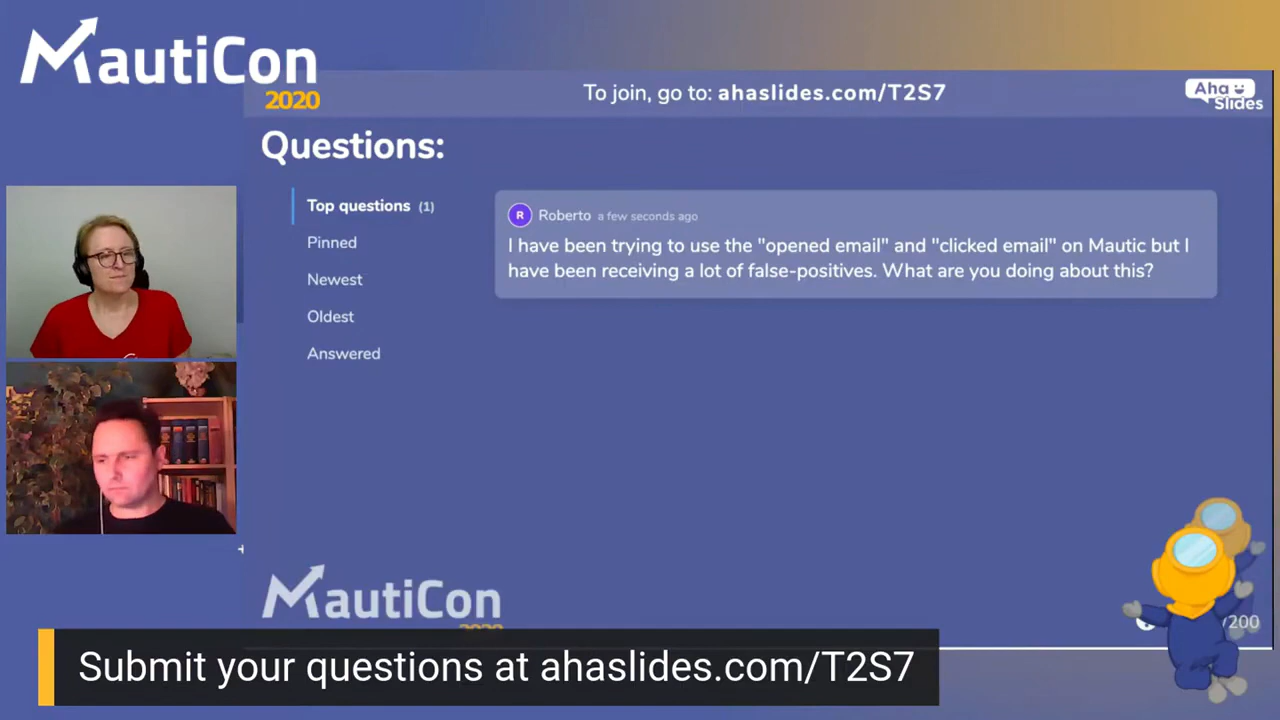 MautiCon
2020
To join, go to: ahaslides.com/T2S7
Aha
Slides
Questions:
Top questions (1)
Pinned
Newest
Oldest
Answered
R Roberto a few seconds ago
I have been trying to use the "opened email" and "clicked email" on Mautic but I
have been receiving a lot of false-positives. What are you doing about this?
MautiCon
2020
/200
Submit your questions at ahaslides.com/T2S7